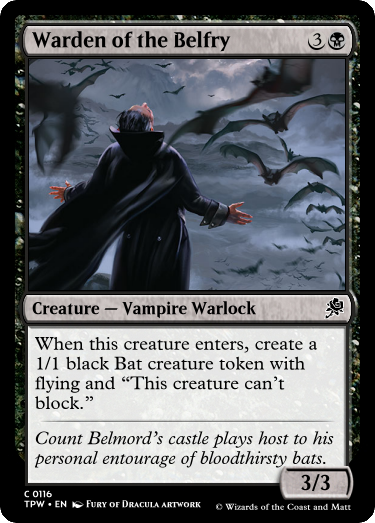 Warden of the Belfry 3
Creature — Vampire Warlock
When this creature enters, create a
1/1 black Bat creature token with
flying and “This creature can’t
block.”
Count Belmord’s castle plays host to his
personal entourage of bloodthirsty bats.
3/3
C 0116
TPW • EN FURY OF DRACULA ARTWORK
© Wizards of the Coast and Matt